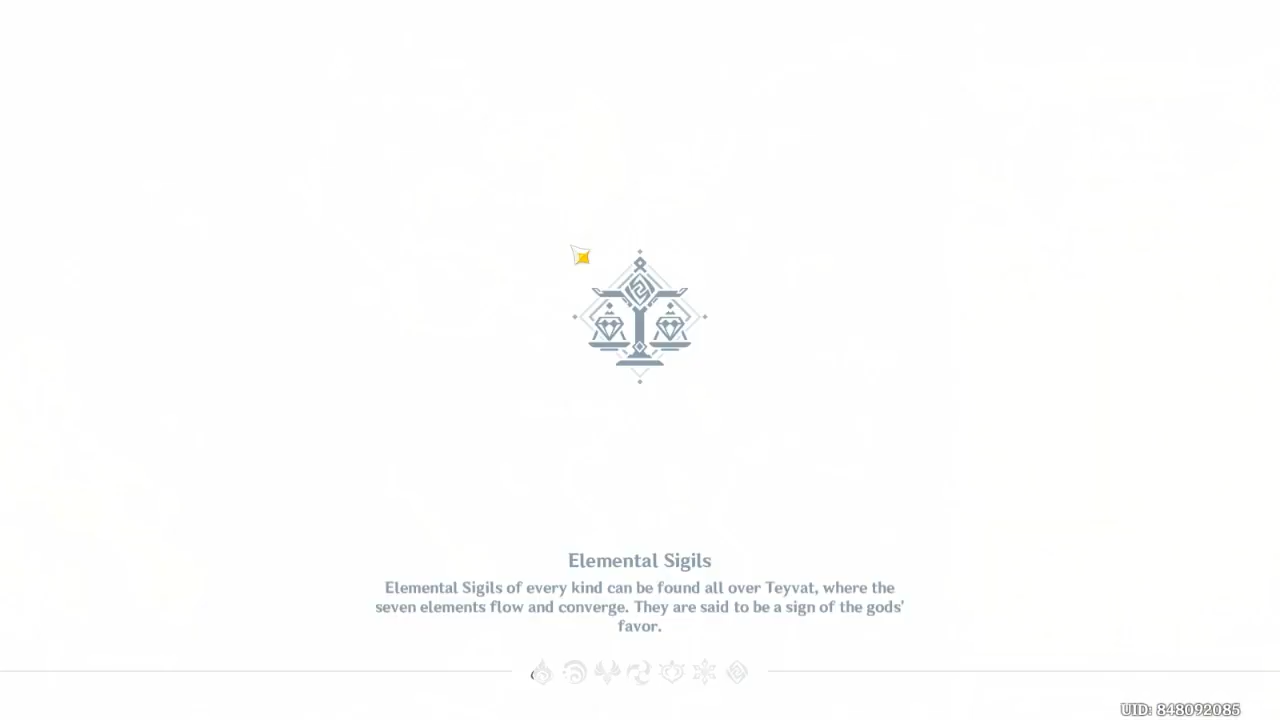 Elemental Sigils
Elemental Sigils of every kind can be found all over Teyvat, where the
seven elements flow and converge. They are said to be a sign of the gods'
favor.
UID: 848092085